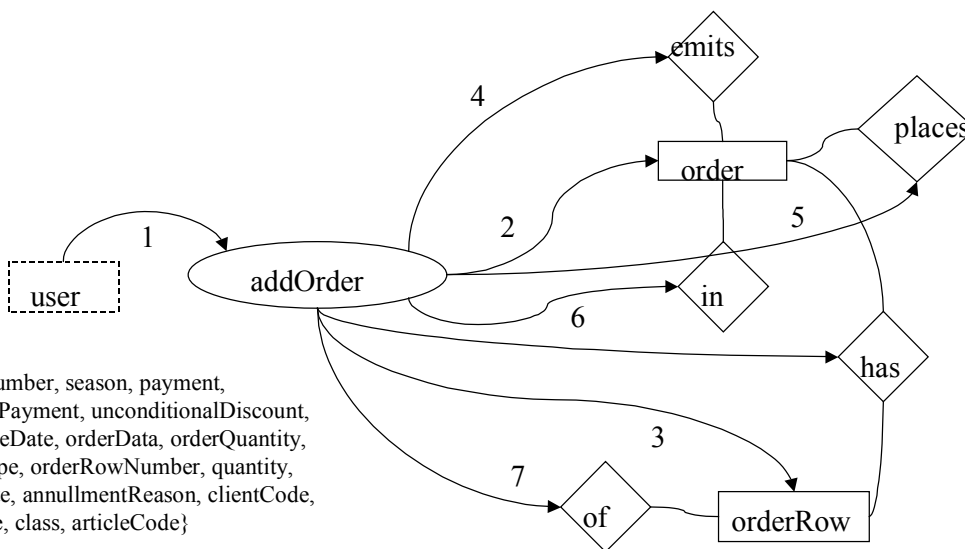 emits
4
places
order
2
5
1
addOrder
user
in
6
has
umber, season, payment,
Payment, unconditionalDiscount,
eDate, orderData, orderQuantity,
pe, orderRowNumber, quantity,
e, annullmentReason, clientCode,
e, class, articleCode}
3
7
of
orderRow